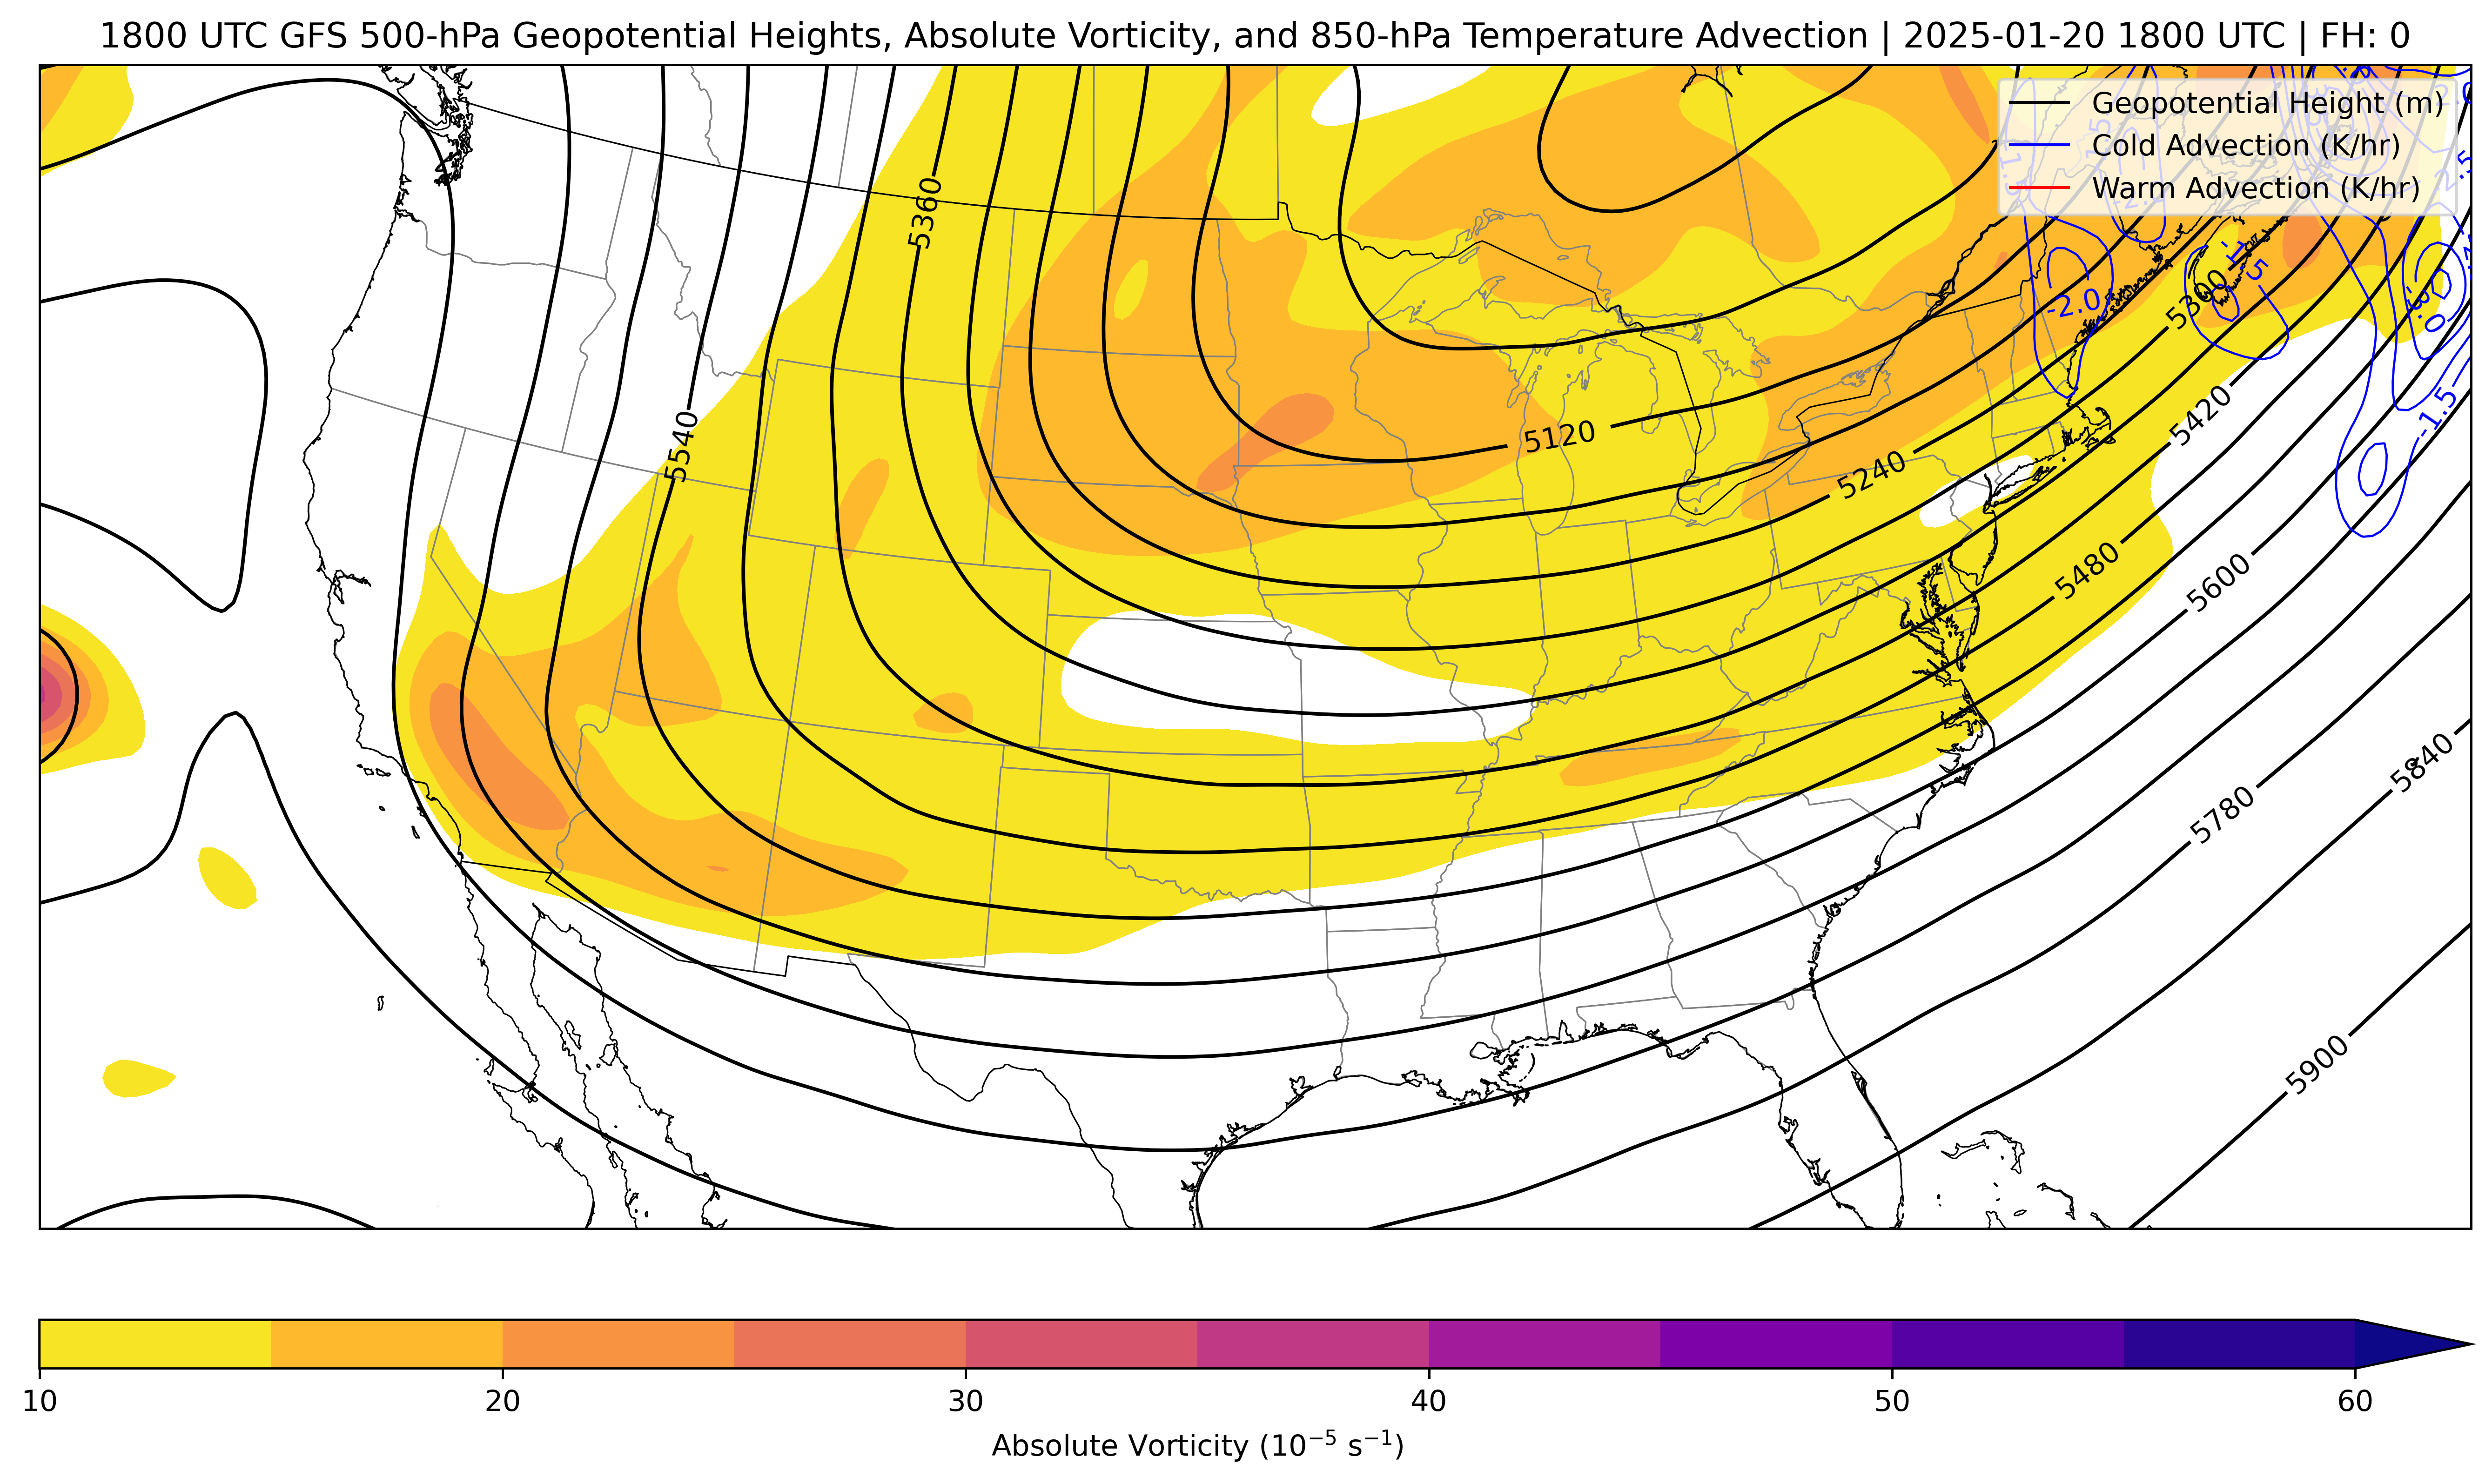 1800 UTC GFS 500-hPa Geopotential Heights, Absolute Vorticity, and 850-hPa Temperature Advection | 2025-01-20 1800 UTC | FH: 0
Geopotential Height (m)
Cold Advection (K/hr)
Warm Advection (K/hr)
5360
-1.5
-2.0
5300
-3.0
5420
-1.5
5540
5120
5240
5480
5600
5840
5780
5900
10 20 30 40 50 60
Absolute Vorticity (10⁻⁵ s⁻¹)